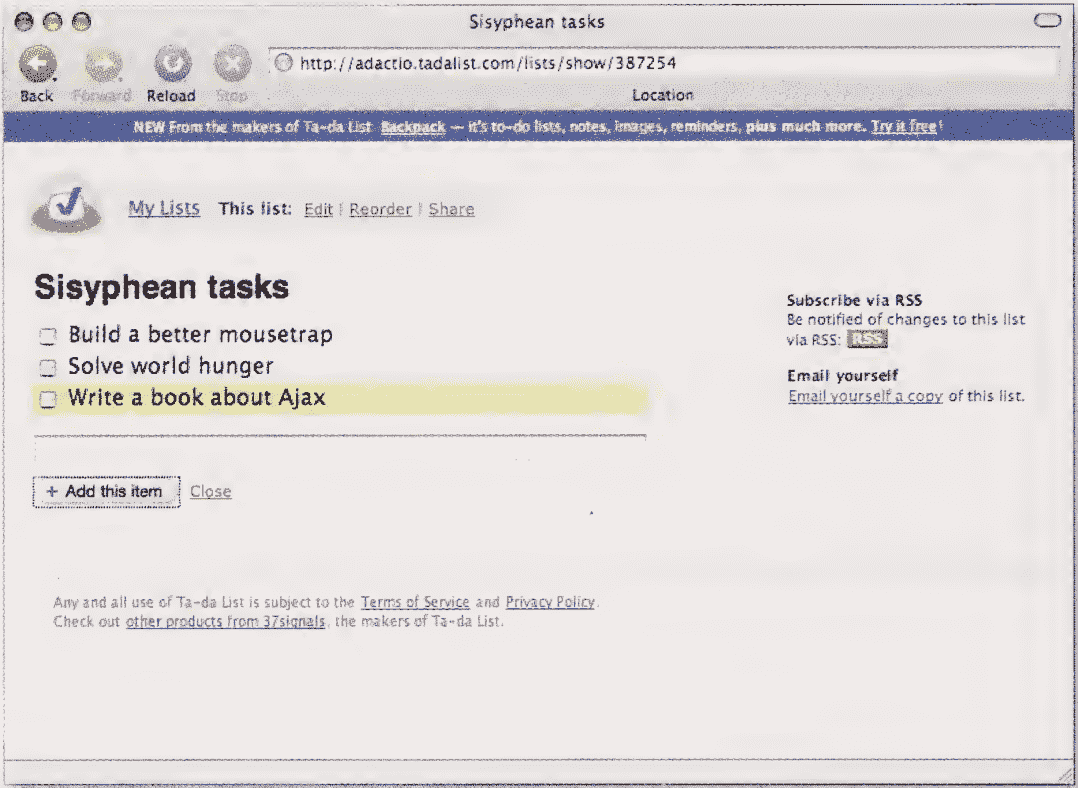 Sisyphean tasks
http://adactio.tadalist.com/lists/show/387254
Back Forward Reload Stop Location
NEW From the makers of Ta-da List Backpack — it's to-do lists, notes, images, reminders, plus much more. Try it free!
My Lists This list: Edit | Reorder | Share
Sisyphean tasks
Build a better mousetrap
Solve world hunger
Write a book about Ajax
+ Add this item Close
Subscribe via RSS
Be notified of changes to this list
via RSS: RSS
Email yourself
Email yourself a copy of this list.
Any and all use of Ta-da List is subject to the Terms of Service and Privacy Policy.
Check out other products from 37signals, the makers of Ta-da List.